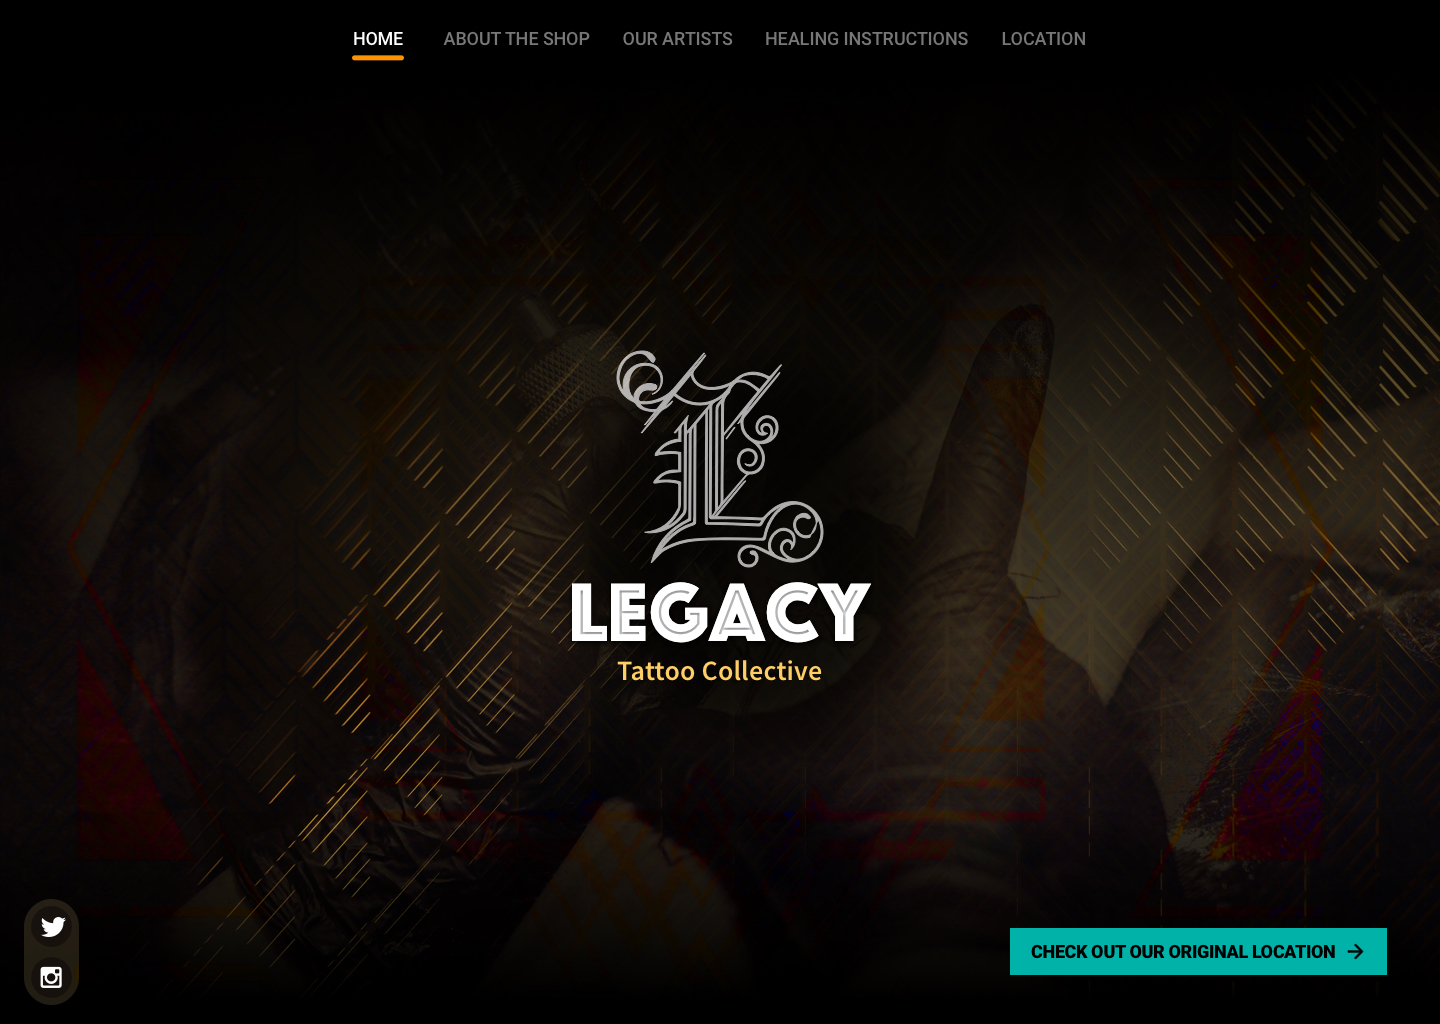 HOME ABOUT THE SHOP OUR ARTISTS HEALING INSTRUCTIONS LOCATION
L
LEGACY
Tattoo Collective
CHECK OUT OUR ORIGINAL LOCATION